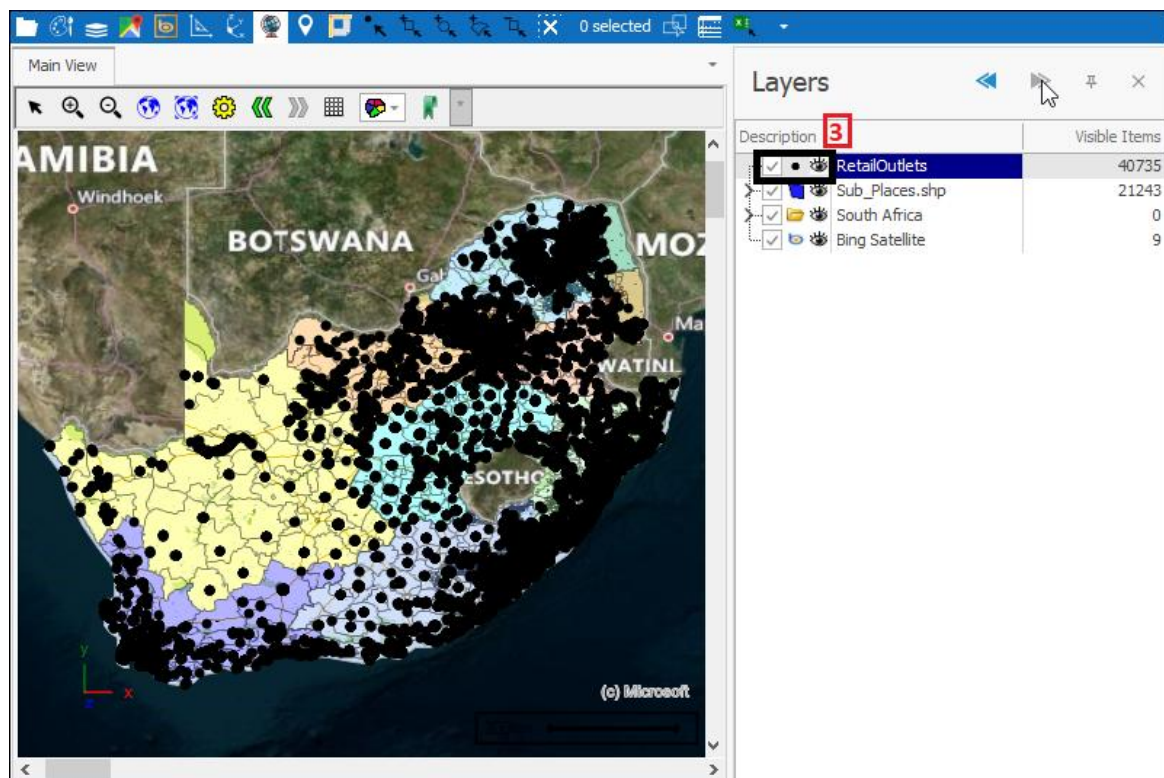 0 selected
Main View
Layers
Description
3
Visible Items
RetailOutlets
40735
Sub_Places.shp
21243
South Africa
0
Bing Satellite
9
AMIBIA
Windhoek
BOTSWANA
MOZ
Gab
Ma
WATINI
ESOTHO
y
x
z
(c) Microsoft